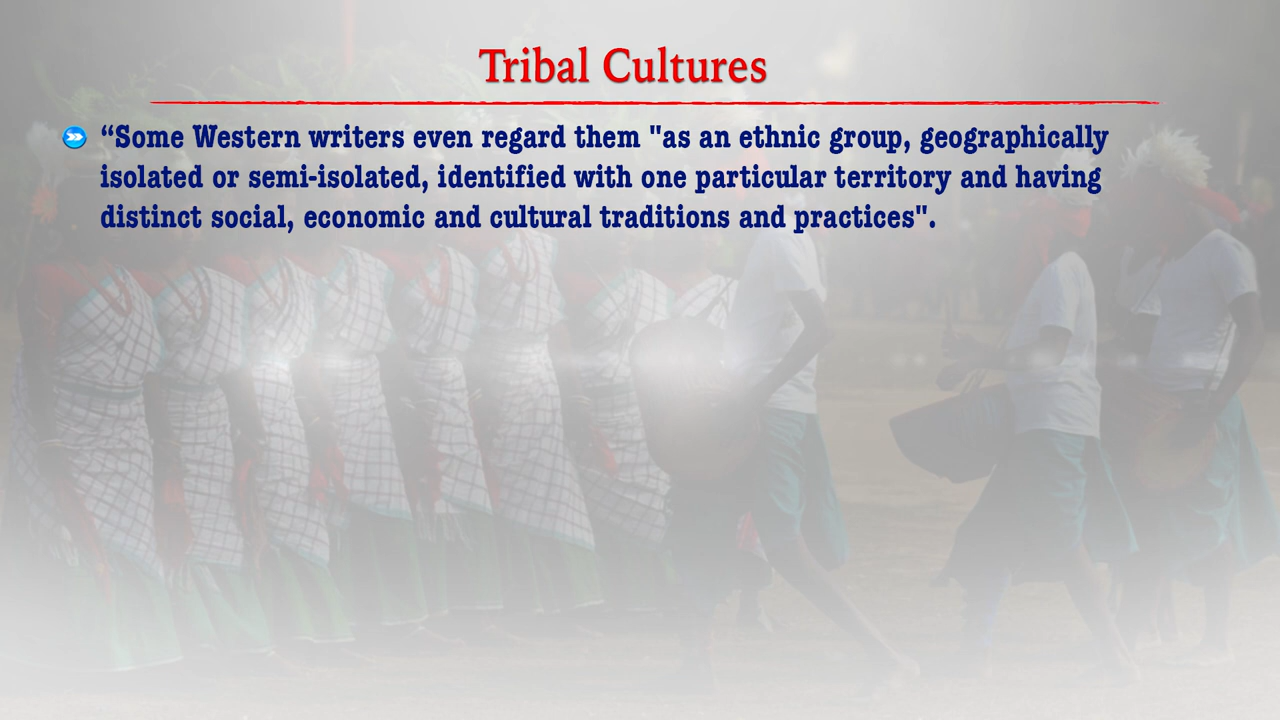 Tribal Cultures
“Some Western writers even regard them "as an ethnic group, geographically
isolated or semi-isolated, identified with one particular territory and having
distinct social, economic and cultural traditions and practices".